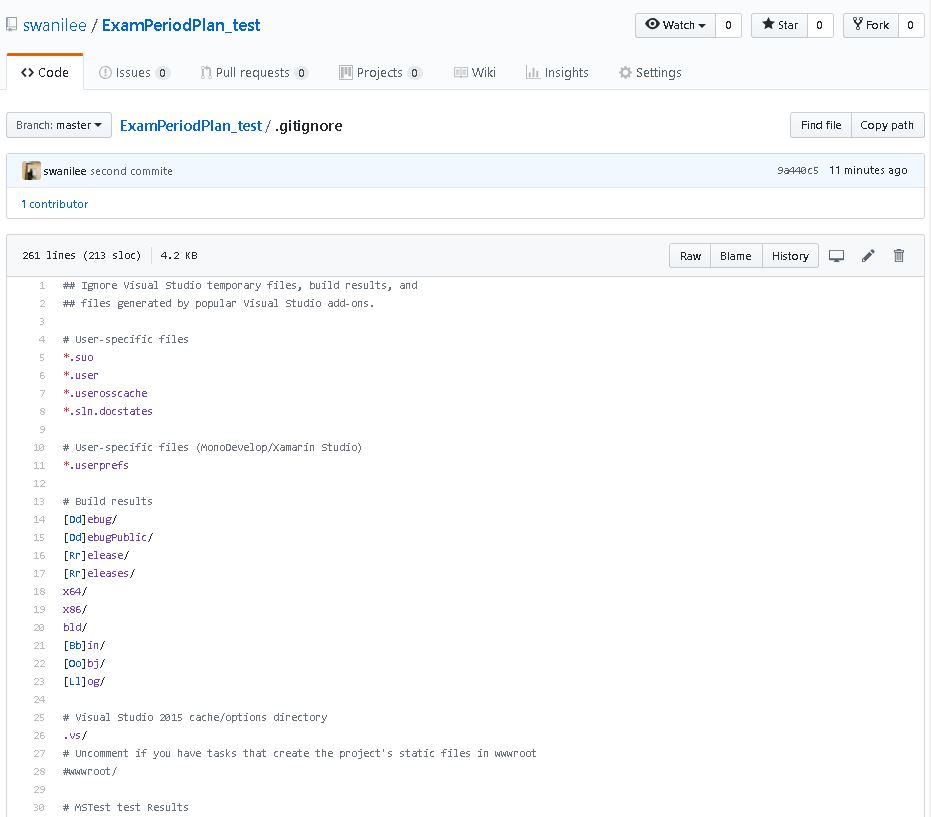 swanilee / ExamPeriodPlan_test
Watch 0 Star 0 Fork 0
Code Issues 0 Pull requests 0 Projects 0 Wiki Insights Settings
Branch: master ExamPeriodPlan_test / .gitignore Find file Copy path
swanilee second commite 9a440c5 11 minutes ago
1 contributor
261 lines (213 sloc) 4.2 KB Raw Blame History
1 ## Ignore Visual Studio temporary files, build results, and
2 ## files generated by popular Visual Studio add-ons.
3
4 # User-specific files
5 *.suo
6 *.user
7 *.userosscache
8 *.sln.docstates
9
10 # User-specific files (MonoDevelop/Xamarin Studio)
11 *.userprefs
12
13 # Build results
14 [Dd]ebug/
15 [Dd]ebugPublic/
16 [Rr]elease/
17 [Rr]eleases/
18 x64/
19 x86/
20 bld/
21 [Bb]in/
22 [Oo]bj/
23 [Ll]og/
24
25 # Visual Studio 2015 cache/options directory
26 .vs/
27 # Uncomment if you have tasks that create the project's static files in wwwroot
28 #wwwroot/
29
30 # MSTest test Results